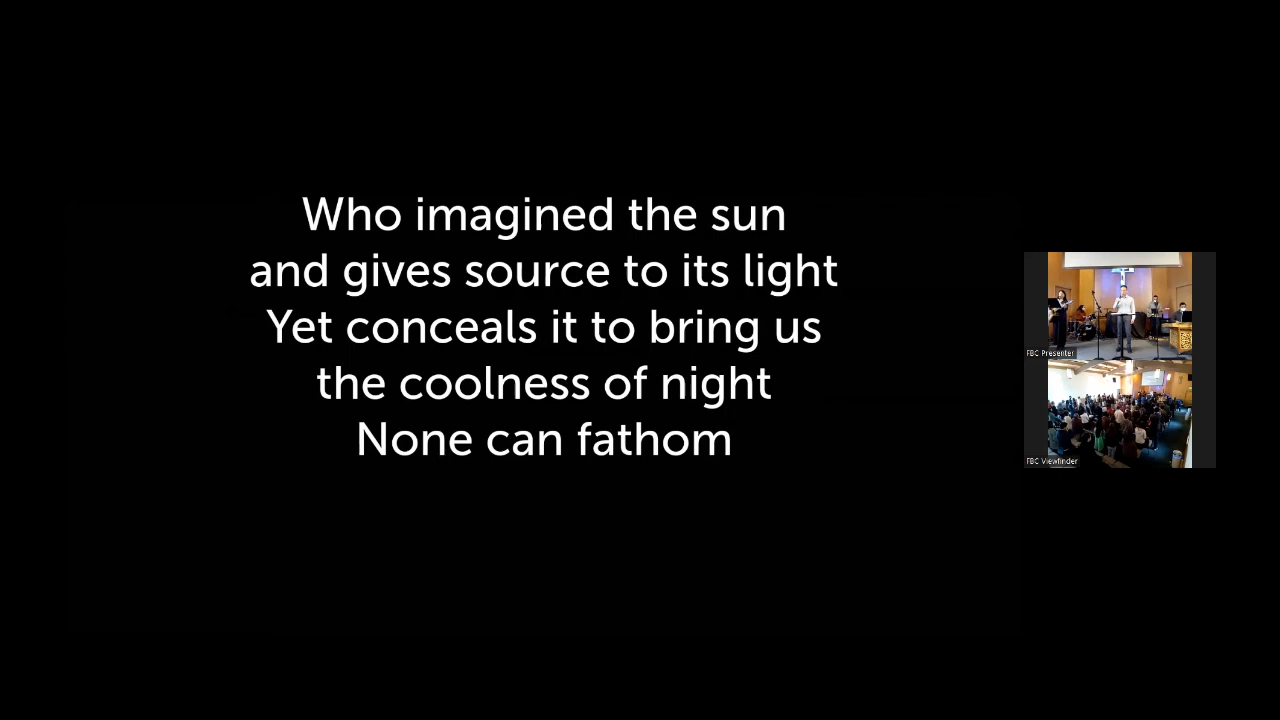 Who imagined the sun
and gives source to its light
Yet conceals it to bring us
the coolness of night
None can fathom
FBC Presenter
FBC Viewfinder